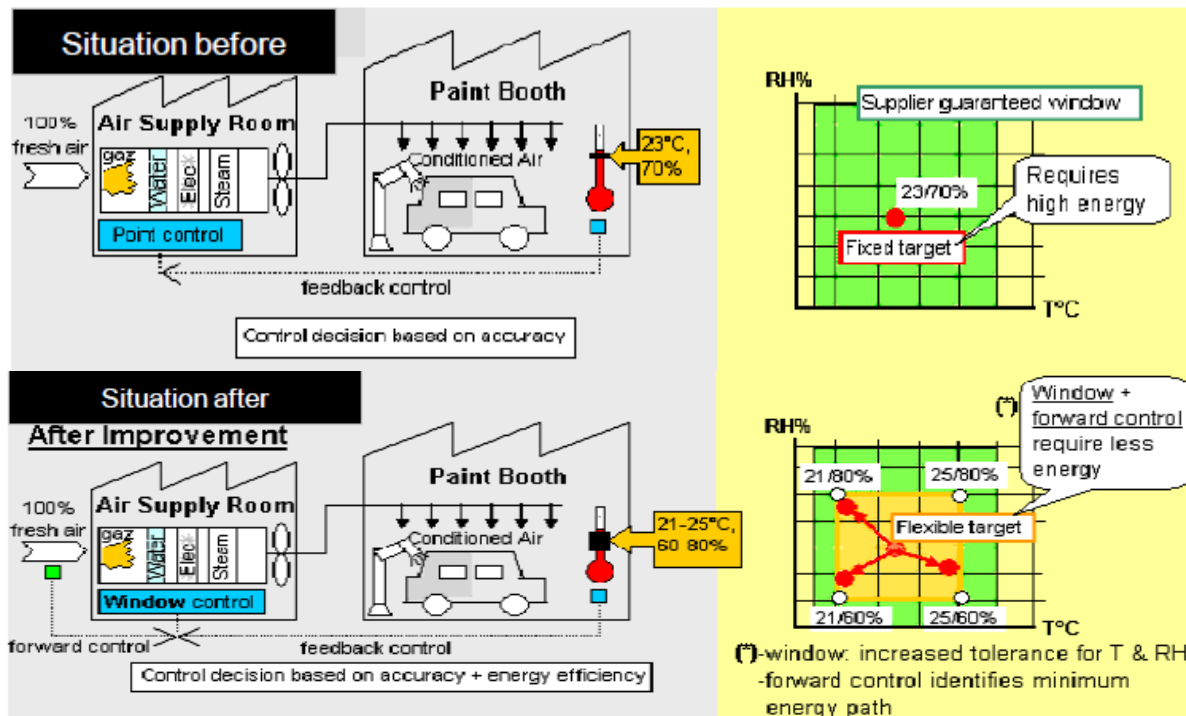 Situation before
100%
fresh air
Air Supply Room
gaz
Water
Elec*
Steam
Point control
Paint Booth
Conditioned Air
23°C,
70%
feedback control
Control decision based on accuracy
RH%
Supplier guaranteed window
23/70%
Requires
high energy
Fixed target
T°C
Situation after
After Improvement
100%
fresh air
Air Supply Room
gaz
Water
Elec*
Steam
Window control
forward control
Paint Booth
Conditioned Air
21-25°C,
60-80%
feedback control
Control decision based on accuracy + energy efficiency
RH%
(*)
Window +
forward control
require less
energy
21/80%
25/80%
Flexible target
21/60%
25/60%
T°C
(*)-window: increased tolerance for T & RH
-forward control identifies minimum
energy path